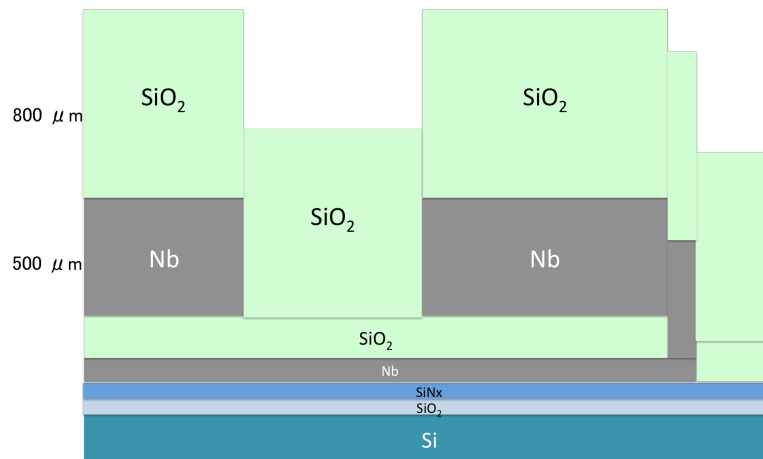 SiO₂
SiO₂
800 μm
SiO₂
Nb
Nb
500 μm
SiO₂
Nb
SiNx
SiO₂
Si